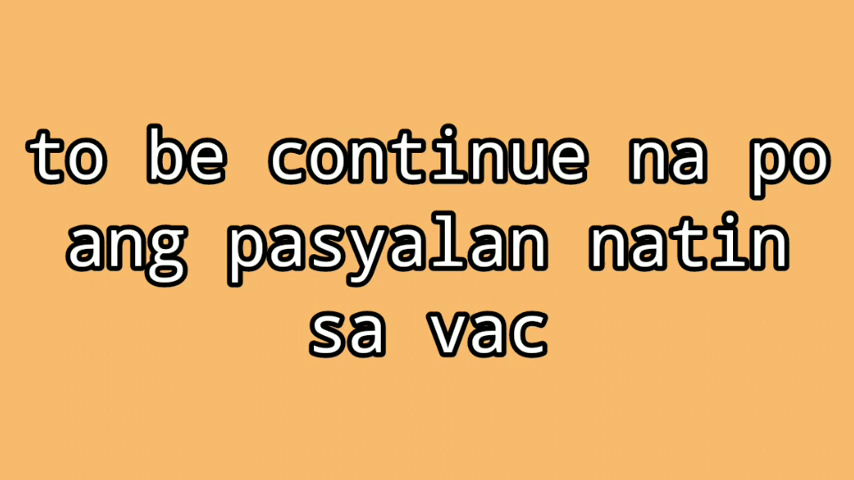 to be continue na po
ang pasyalan natin
sa vac